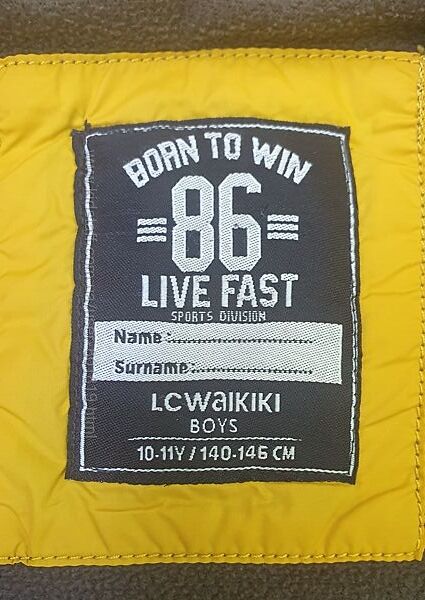 BORN TO WIN
86
LIVE FAST
SPORTS DIVISION
Name:
Surname:
LCWAIKIKI
BOYS
10-11Y / 140-146 CM